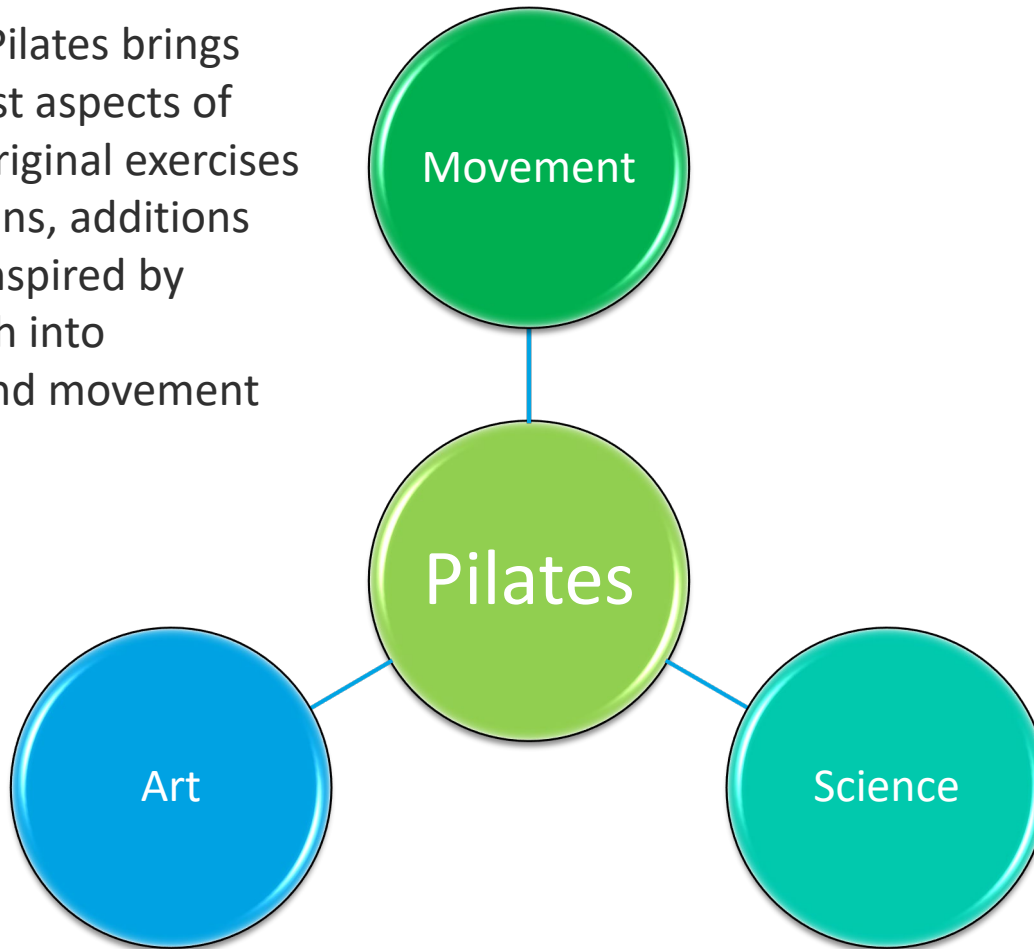 Pilates brings
st aspects of
riginal exercises
ns, additions
nspired by
h into
nd movement
Movement
Pilates
Art
Science